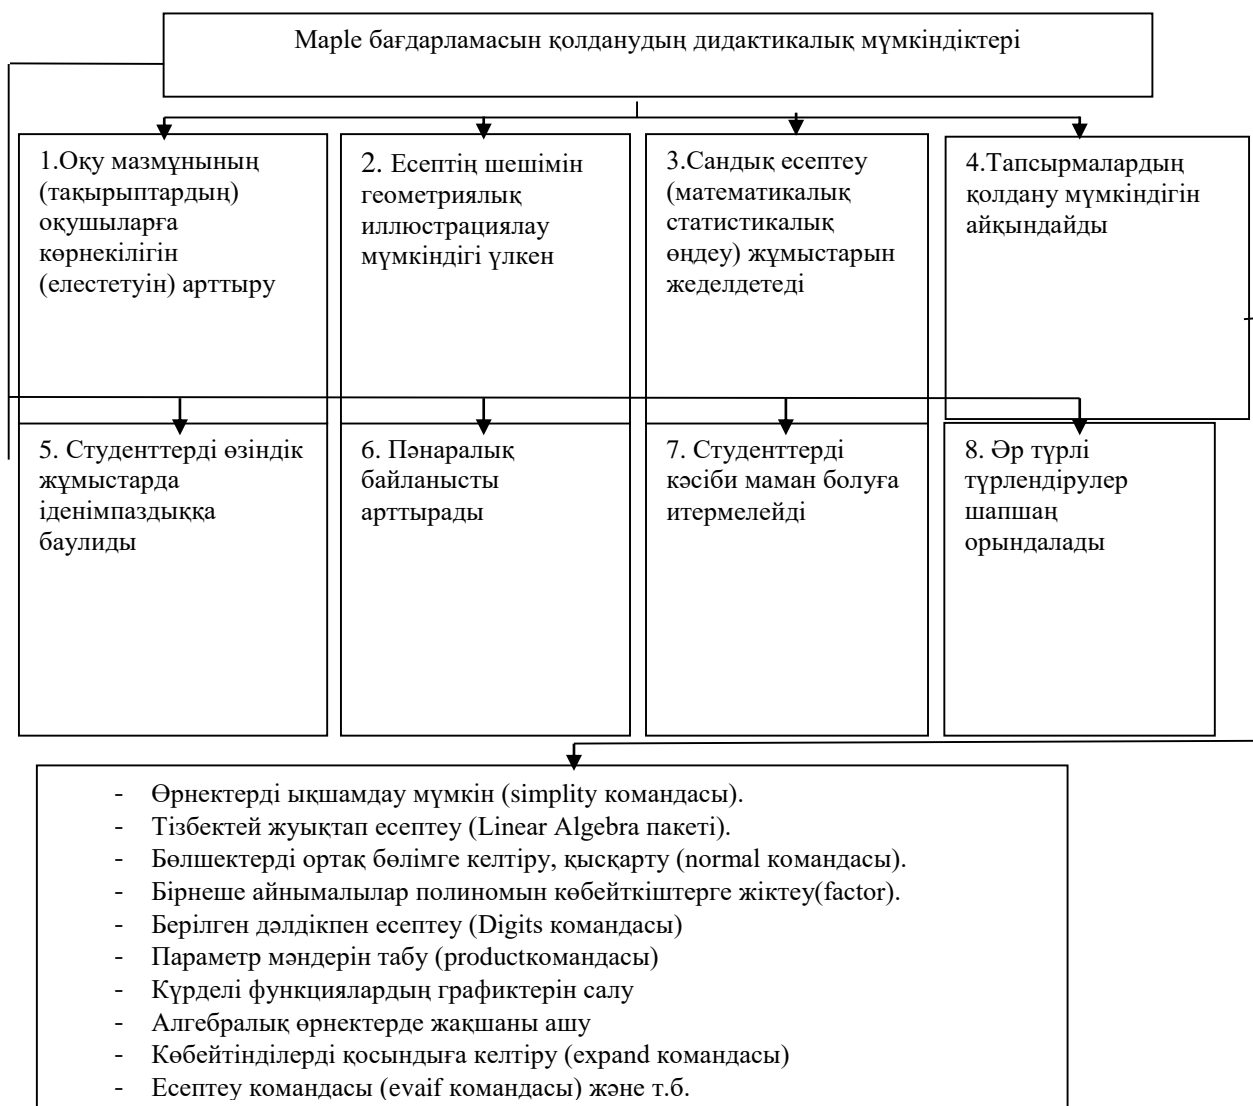 Maple бағдарламасын қолданудың дидактикалық мүмкіндіктері
1.Оқу мазмұнының
(тақырыптардың)
оқушыларға
көрнекілігін
(елестетуін) арттыру
2. Есептің шешімін
геометриялық
иллюстрациялау
мүмкіндігі үлкен
3.Сандық есептеу
(математикалық
статистикалық
өңдеу) жұмыстарын
жеделдетеді
4.Тапсырмалардың
қолдану мүмкіндігін
айқындайды
5. Студенттерді өзіндік
жұмыстарда
іденімпаздыққа
баулиды
6. Пәнаралық
байланысты
арттырады
7. Студенттерді
кәсіби маман болуға
итермелейді
8. Әр түрлі
түрлендірулер
шапшаң
орындалады
- Өрнектерді ықшамдау мүмкін (simplity командасы).
- Тізбектей жуықтап есептеу (Linear Algebra пакеті).
- Бөлшектерді ортақ бөлімге келтіру, қысқарту (normal командасы).
- Бірнеше айнымалылар полиномын көбейткіштерге жіктеу(factor).
- Берілген дәлдікпен есептеу (Digits командасы)
- Параметр мәндерін табу (productкомандасы)
- Күрделі функциялардың графиктерін салу
- Алгебралық өрнектерде жақшаны ашу
- Көбейтінділерді қосындыға келтіру (expand командасы)
- Есептеу командасы (evaif командасы) және т.б.